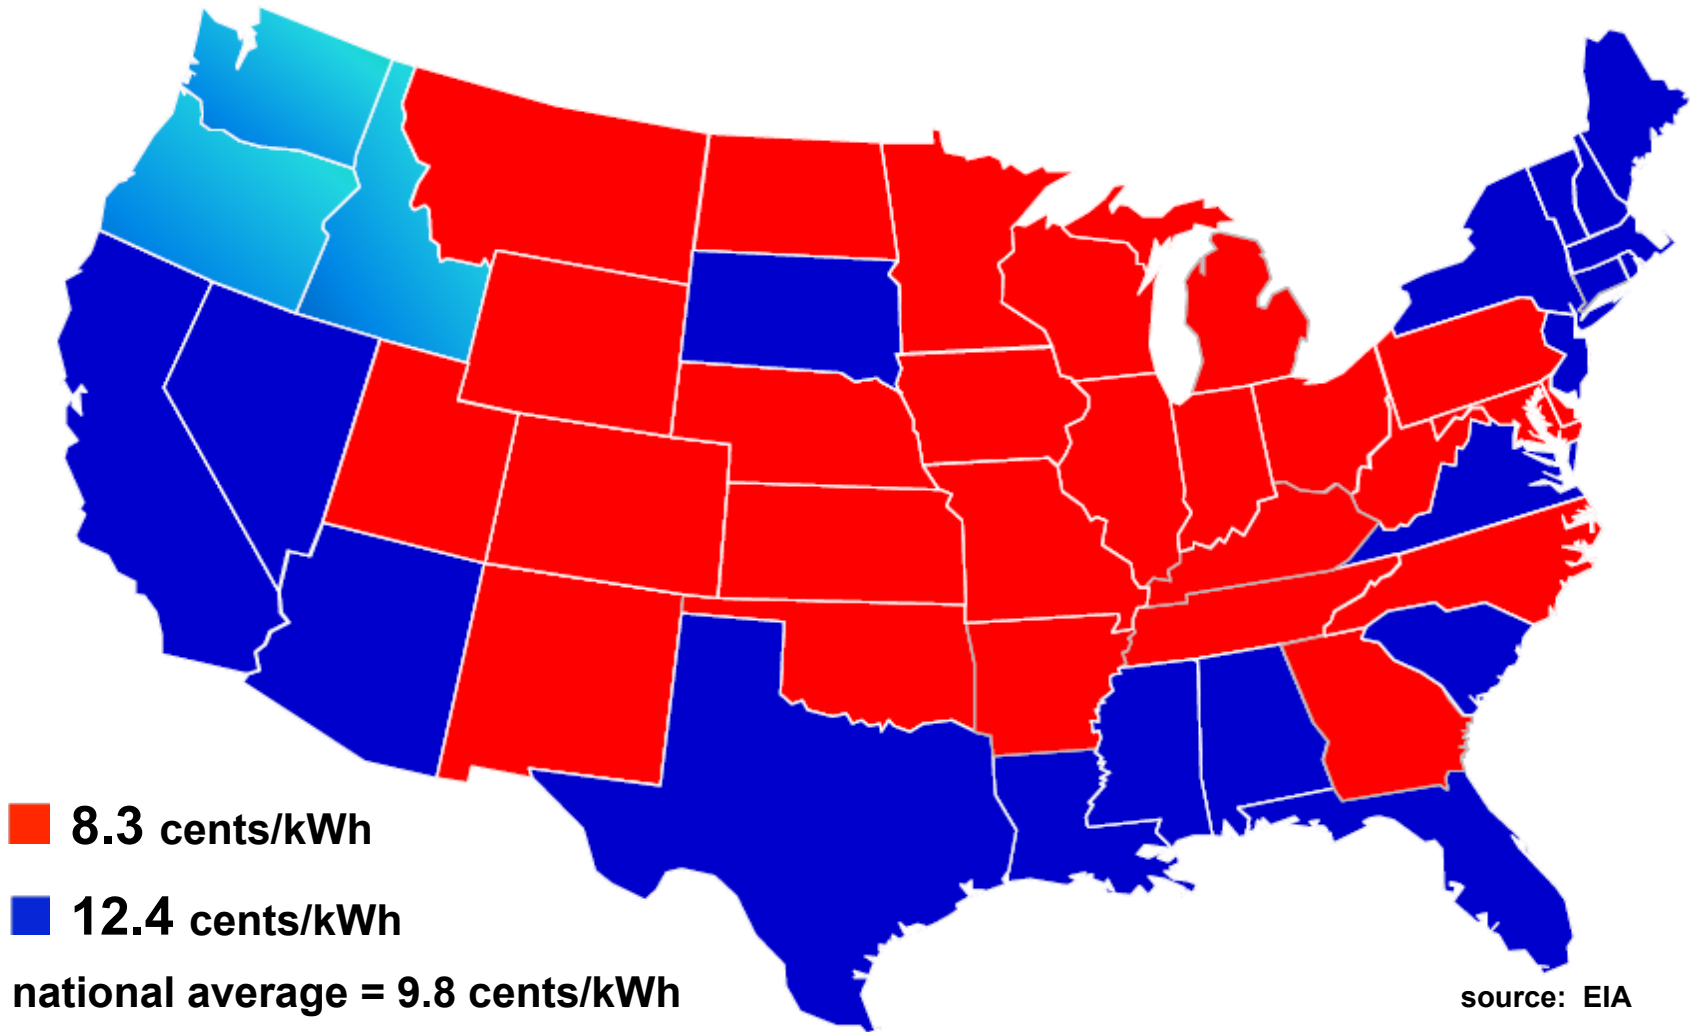 8.3 cents/kWh
12.4 cents/kWh
national average = 9.8 cents/kWh
source: EIA